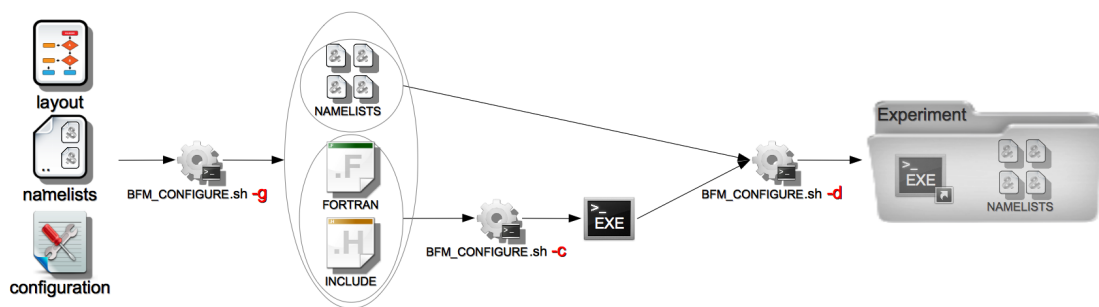 layout
namelists
configuration
BFM_CONFIGURE.sh -g
NAMELISTS
.F
FORTRAN
.H
INCLUDE
BFM_CONFIGURE.sh -c
>_
EXE
BFM_CONFIGURE.sh -d
Experiment
>_
EXE
NAMELISTS